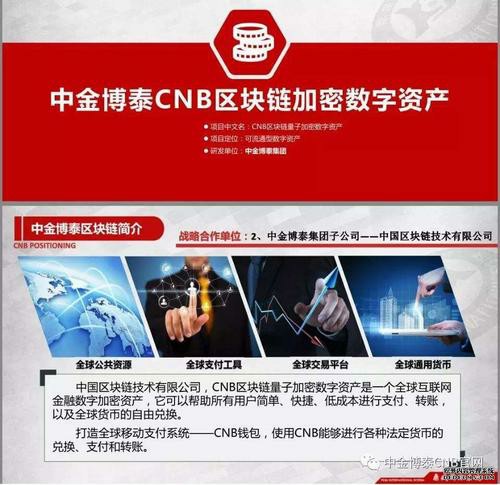 中金博泰CNB区块链加密数字资产
项目中文名：CNB区块链量子加密数字资产
项目定位：可流通型数字资产
研发单位：中金博泰集团
中金博泰区块链简介
CNB POSITIONING
战略合作单位：2、中金博泰集团子公司——中国区块链技术有限公司
全球公共资源 全球支付工具 全球交易平台 全球通用货币
中国区块链技术有限公司，CNB区块链量子加密数字资产是一个全球互联网
金融数字加密资产，它可以帮助所有用户简单、快捷、低成本进行支付、转账，
以及全球货币的自由兑换。
打造全球移动支付系统——CNB钱包，使用CNB能够进行各种法定货币的
兑换、支付和转账。
中金博泰CNB官网